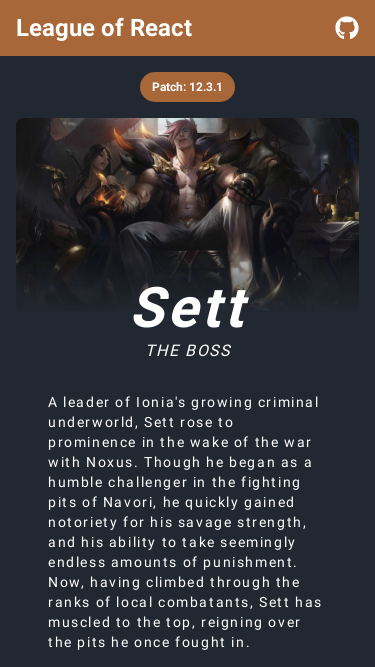 League of React
Patch: 12.3.1
Sett
THE BOSS
A leader of Ionia's growing criminal
underworld, Sett rose to
prominence in the wake of the war
with Noxus. Though he began as a
humble challenger in the fighting
pits of Navori, he quickly gained
notoriety for his savage strength,
and his ability to take seemingly
endless amounts of punishment.
Now, having climbed through the
ranks of local combatants, Sett has
muscled to the top, reigning over
the pits he once fought in.